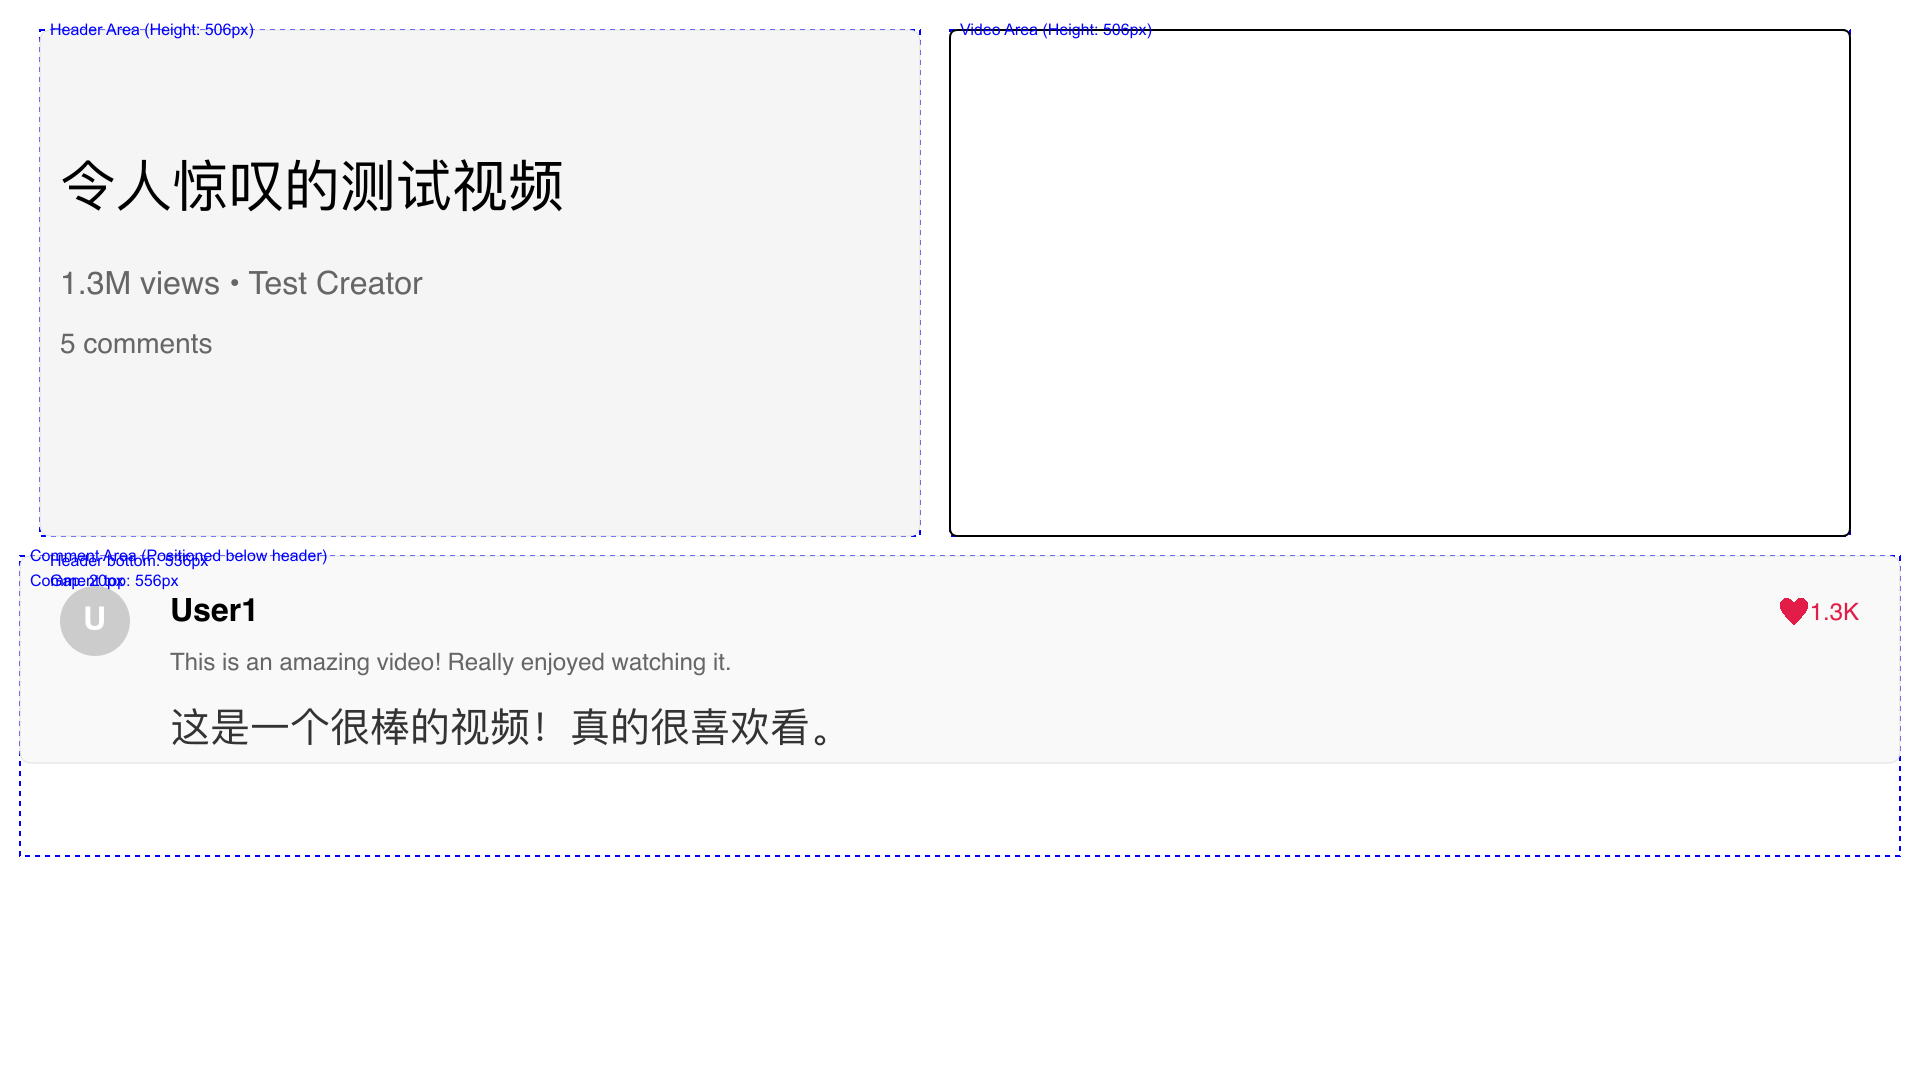 Header Area (Height: 506px)
Video Area (Height: 506px)
令人惊叹的测试视频
1.3M views • Test Creator
5 comments
Comment Area (Positioned below header)
Header bottom: 536px
Gap: 20px
Comment top: 556px
U
User1
1.3K
This is an amazing video! Really enjoyed watching it.
这是一个很棒的视频！真的很喜欢看。